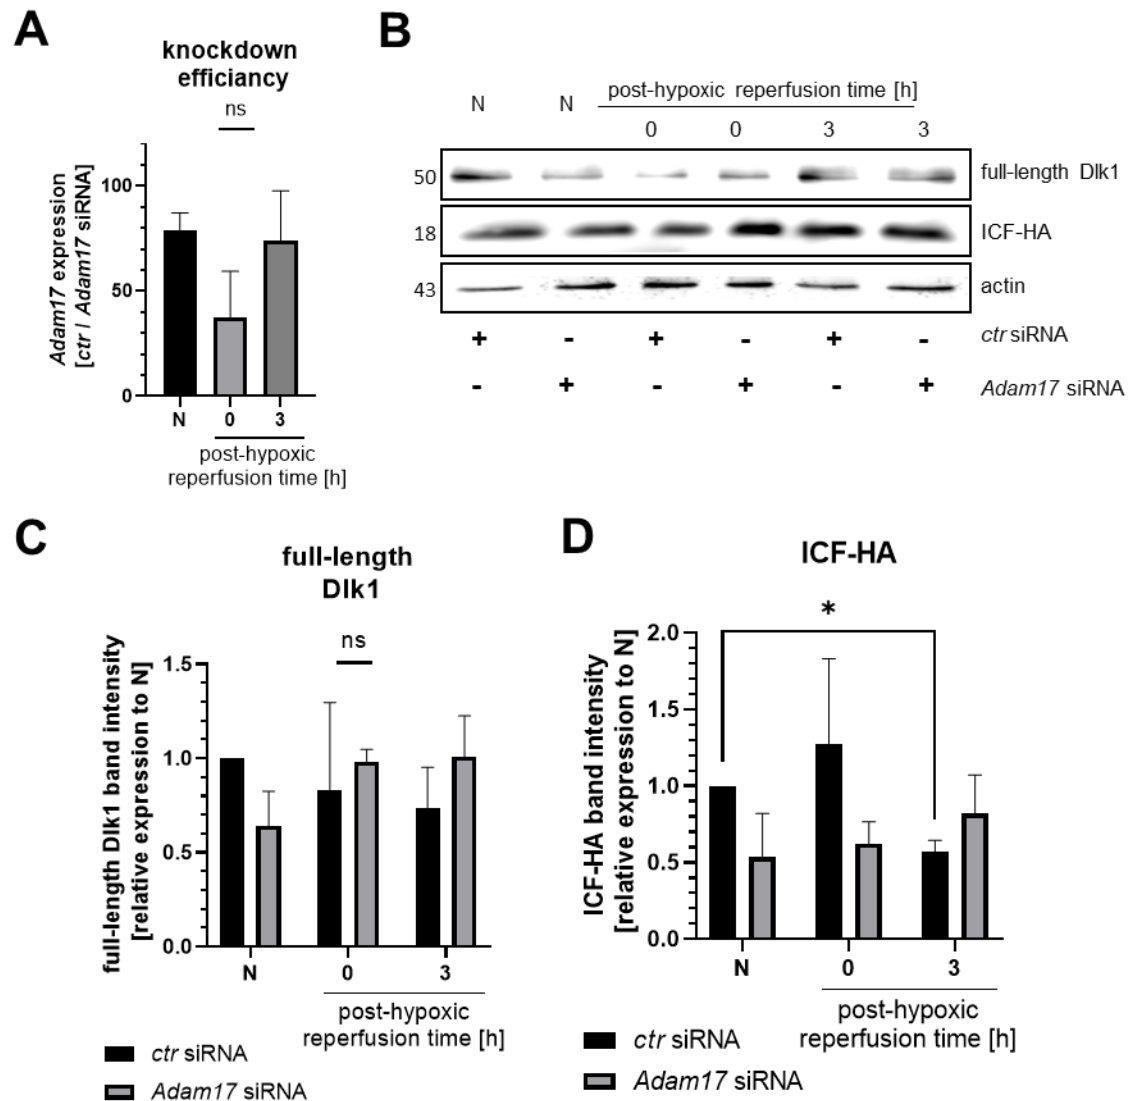 A
knockdown
efficiancy
ns
Adam17 expression
[ctr / Adam17 siRNA)
100
50
0
N 0 3
post-hypoxic
reperfusion time [h]
B
N N post-hypoxic reperfusion time [h]
0 0 3 3
50 full-length Dlk1
18 ICF-HA
43 actin
+ - + - + - ctr siRNA
- + - + - + Adam17 siRNA
C
full-length
Dlk1
ns
full-length Dlk1 band intensity
[relative expression to N]
1.5
1.0
0.5
0.0
N 0 3
post-hypoxic
reperfusion time [h]
ctr siRNA
Adam17 siRNA
D
ICF-HA
*
ICF-HA band intensity
[relative expression to N]
2.0
1.5
1.0
0.5
0.0
N 0 3
post-hypoxic
reperfusion time [h]
ctr siRNA
Adam17 siRNA